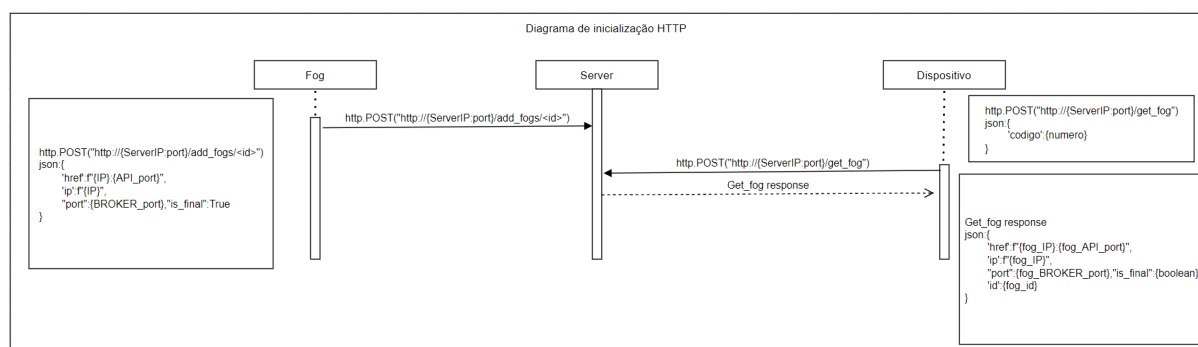 Diagrama de inicialização HTTP
Fog
Server
Dispositivo
http.POST("http://{ServerIP:port}/add_fogs/<id>")
json:{
'href':f"{IP}:{API_port}",
'ip':f"{IP}",
"port":{BROKER_port},"is_final":True
}
http.POST("http://{ServerIP:port}/add_fogs/<id>")
http.POST("http://{ServerIP:port}/get_fog")
Get_fog response
http.POST("http://{ServerIP:port}/get_fog")
json:{
'codigo':{numero}
}
Get_fog response
json:{
'href':f"{fog_IP}:{fog_API_port}",
'ip':f"{fog_IP}",
"port":{fog_BROKER_port},"is_final":{boolean}
'id':{fog_id}
}